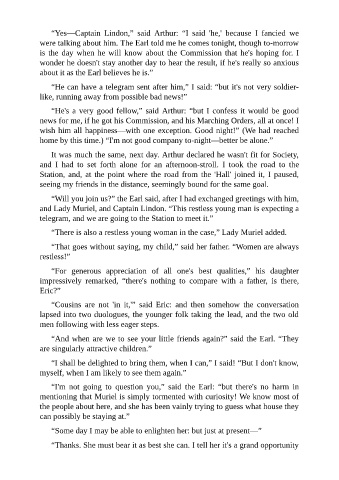 “Yes—Captain Lindon,” said Arthur: “I said 'he,' because I fancied we
were talking about him. The Earl told me he comes tonight, though to-morrow
is the day when he will know about the Commission that he's hoping for. I
wonder he doesn't stay another day to hear the result, if he's really so anxious
about it as the Earl believes he is.”
“He can have a telegram sent after him,” I said: “but it's not very soldier-
like, running away from possible bad news!”
“He's a very good fellow,” said Arthur: “but I confess it would be good
news for me, if he got his Commission, and his Marching Orders, all at once! I
wish him all happiness—with one exception. Good night!” (We had reached
home by this time.) “I'm not good company to-night—better be alone.”
It was much the same, next day. Arthur declared he wasn't fit for Society,
and I had to set forth alone for an afternoon-stroll. I took the road to the
Station, and, at the point where the road from the 'Hall' joined it, I paused,
seeing my friends in the distance, seemingly bound for the same goal.
“Will you join us?” the Earl said, after I had exchanged greetings with him,
and Lady Muriel, and Captain Lindon. “This restless young man is expecting a
telegram, and we are going to the Station to meet it.”
“There is also a restless young woman in the case,” Lady Muriel added.
“That goes without saying, my child,” said her father. “Women are always
restless!”
“For generous appreciation of all one's best qualities,” his daughter
impressively remarked, “there's nothing to compare with a father, is there,
Eric?”
“Cousins are not 'in it,'” said Eric: and then somehow the conversation
lapsed into two duologues, the younger folk taking the lead, and the two old
men following with less eager steps.
“And when are we to see your little friends again?” said the Earl. “They
are singularly attractive children.”
“I shall be delighted to bring them, when I can,” I said! “But I don't know,
myself, when I am likely to see them again.”
“I'm not going to question you,” said the Earl: “but there's no harm in
mentioning that Muriel is simply tormented with curiosity! We know most of
the people about here, and she has been vainly trying to guess what house they
can possibly be staying at.”
“Some day I may be able to enlighten her: but just at present—”
“Thanks. She must bear it as best she can. I tell her it's a grand opportunity